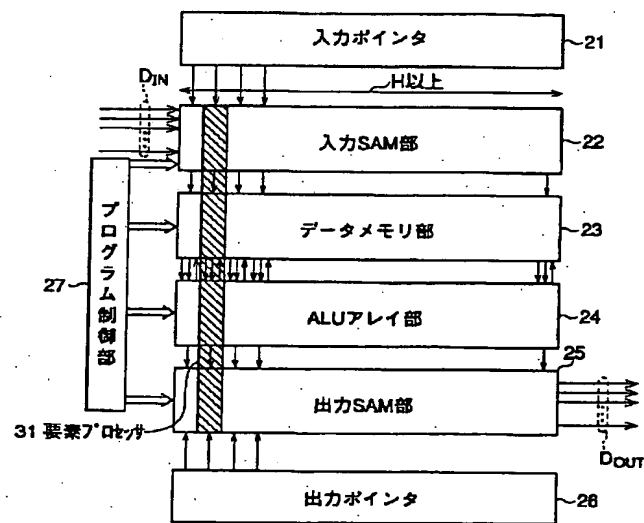 入力ポインタ
21
DIN
H以上
入力SAM部
22
データメモリ部
23
プログラム制御部
27
ALUアレイ部
24
25
出力SAM部
31 要素プロセッサ
DOUT
出力ポインタ
26